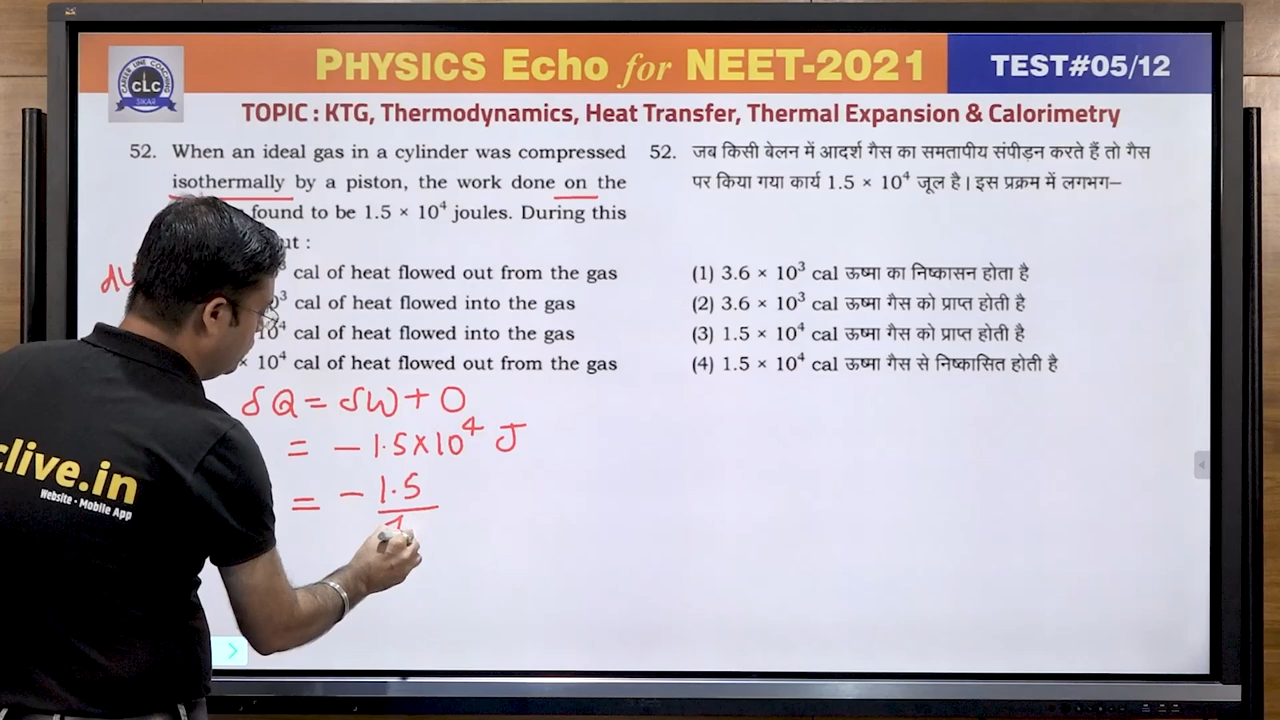 PHYSICS Echo for NEET-2021
TEST#05/12
CAREER LINE COACHING
CLC
SIKAR
TOPIC : KTG, Thermodynamics, Heat Transfer, Thermal Expansion & Calorimetry
52. When an ideal gas in a cylinder was compressed
isothermally by a piston, the work done on the
found to be 1.5 × 10⁴ joules. During this
cal of heat flowed out from the gas
cal of heat flowed into the gas
10⁴ cal of heat flowed into the gas
× 10⁴ cal of heat flowed out from the gas
52. जब किसी बेलन में आदर्श गैस का समतापीय संपीड़न करते हैं तो गैस
पर किया गया कार्य 1.5 × 10⁴ जूल है। इस प्रक्रम में लगभग–
(1) 3.6 × 10³ cal ऊष्मा का निष्कासन होता है
(2) 3.6 × 10³ cal ऊष्मा गैस को प्राप्त होती है
(3) 1.5 × 10⁴ cal ऊष्मा गैस को प्राप्त होती है
(4) 1.5 × 10⁴ cal ऊष्मा गैस से निष्कासित होती है
δQ = δW + 0
= – 1.5×10⁴ J
= – 1.5
clive.in
Website • Mobile App